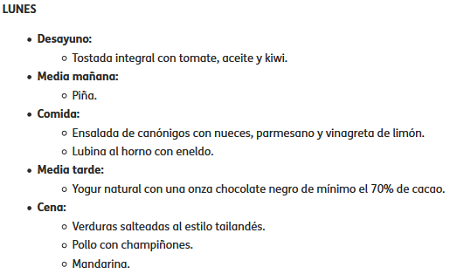 LUNES
Desayuno:
Tostada integral con tomate, aceite y kiwi.
Media mañana:
Piña.
Comida:
Ensalada de canónigos con nueces, parmesano y vinagreta de limón.
Lubina al horno con eneldo.
Media tarde:
Yogur natural con una onza chocolate negro de mínimo el 70% de cacao.
Cena:
Verduras salteadas al estilo tailandés.
Pollo con champiñones.
Mandarina.